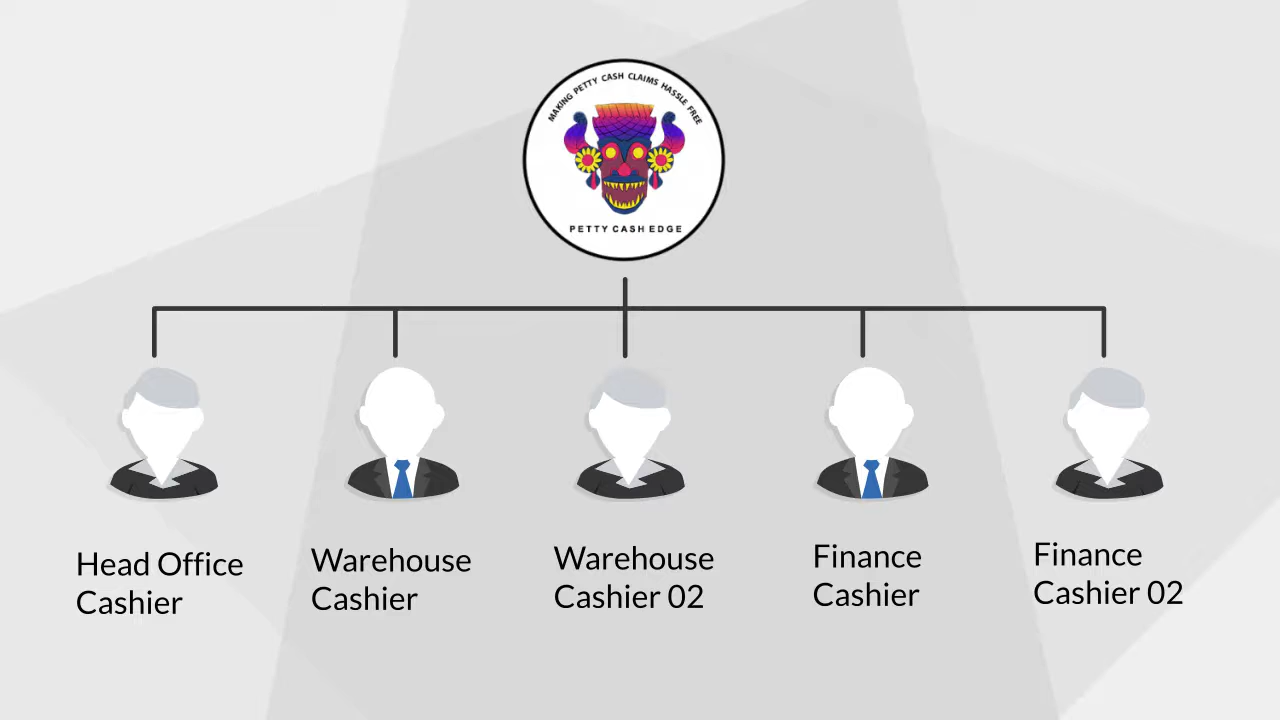 MAKING PETTY CASH CLAIMS HASSLE FREE
PETTY CASH EDGE
Head Office
Cashier
Warehouse
Cashier
Warehouse
Cashier 02
Finance
Cashier
Finance
Cashier 02